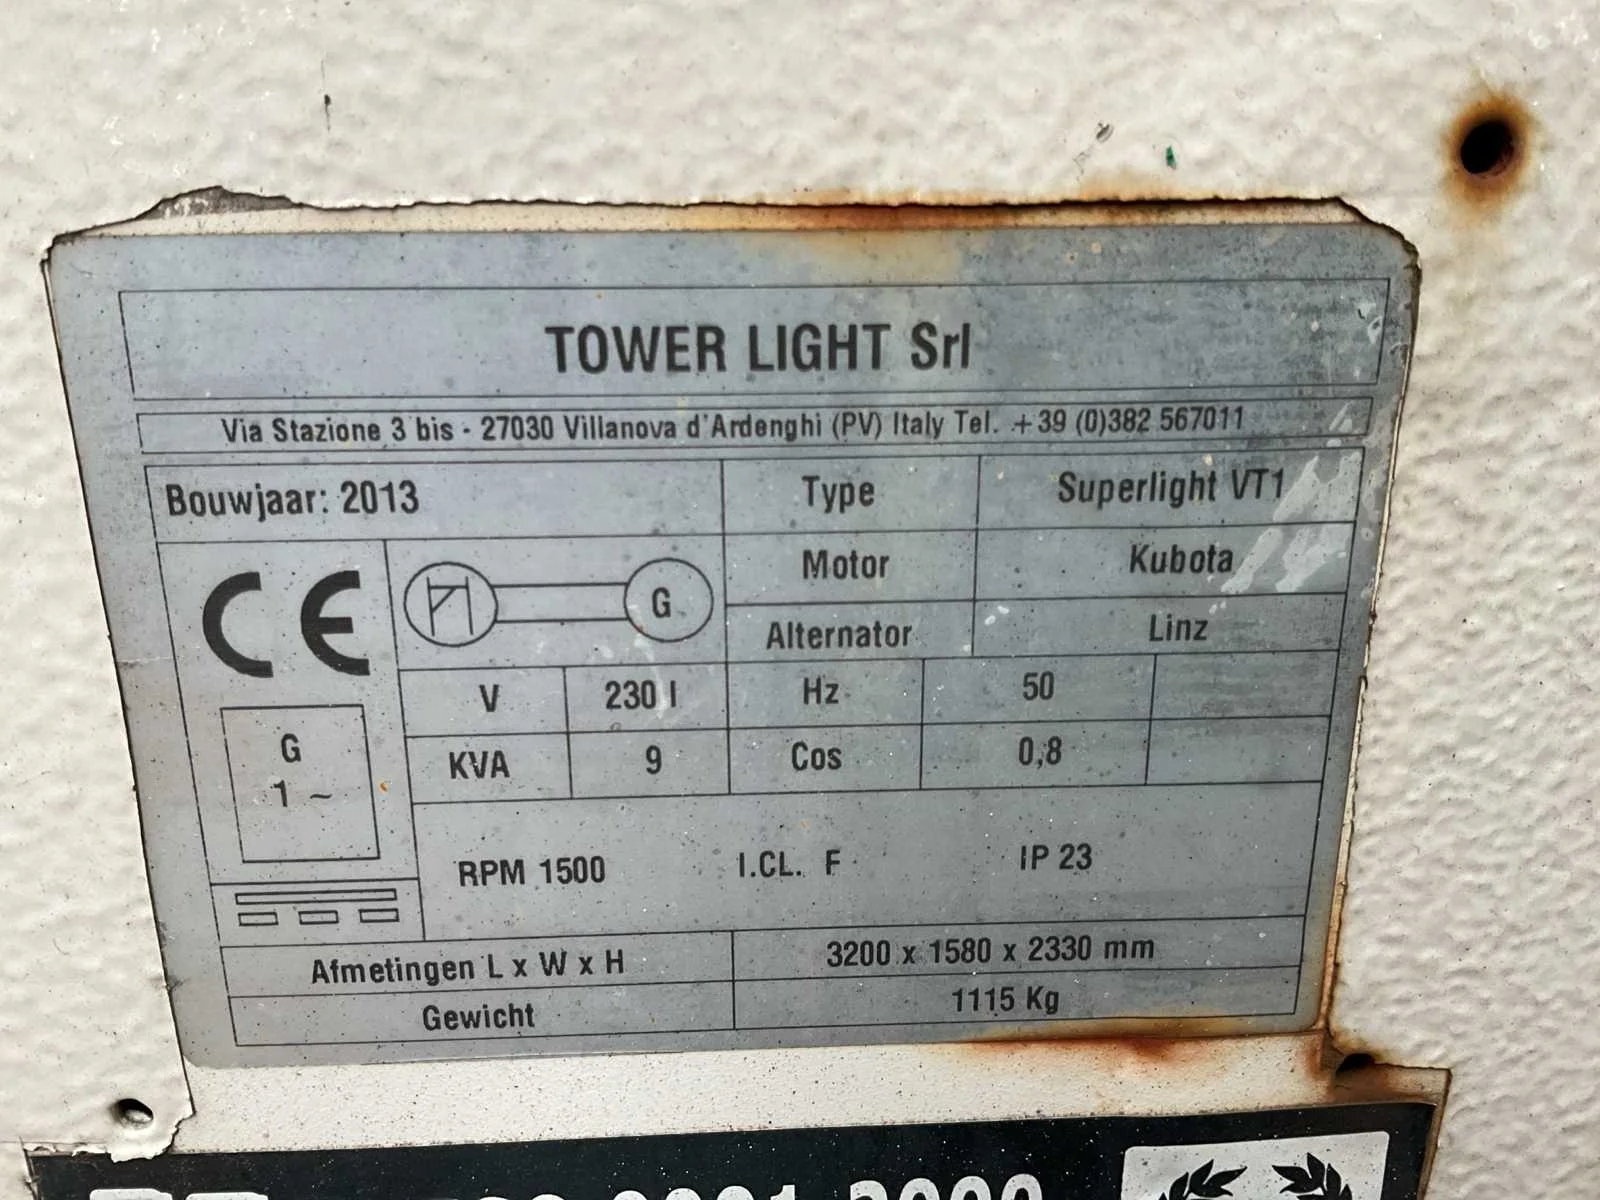 TOWER LIGHT Srl
Via Stazione 3 bis - 27030 Villanova d'Ardenghi (PV) Italy Tel. +39 (0)382 567011
Bouwjaar: 2013
Type Superlight VT1
Motor Kubota
Alternator Linz
CE
G
V 230 I Hz 50
KVA 9 Cos 0,8
G
1 ~
RPM 1500 I.CL. F IP 23
Afmetingen L x W x H 3200 x 1580 x 2330 mm
Gewicht 1115 Kg